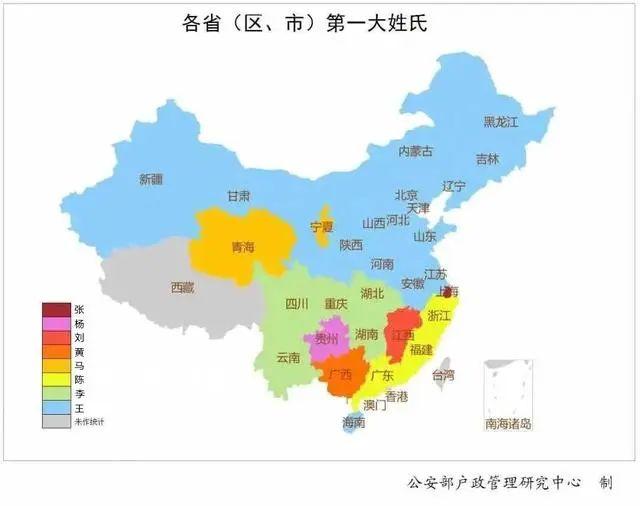 各省（区、市）第一大姓氏
黑龙江
内蒙古
吉林
新疆
甘肃
北京
辽宁
天津
宁夏
山西
河北
山东
青海
陕西
河南
西藏
江苏
安徽
上海
四川
重庆
湖北
浙江
贵州
湖南
江西
福建
云南
广西
广东
台湾
香港
澳门
海南
南海诸岛
张
杨
刘
黄
马
陈
李
王
未作统计
公安部户政管理研究中心 制